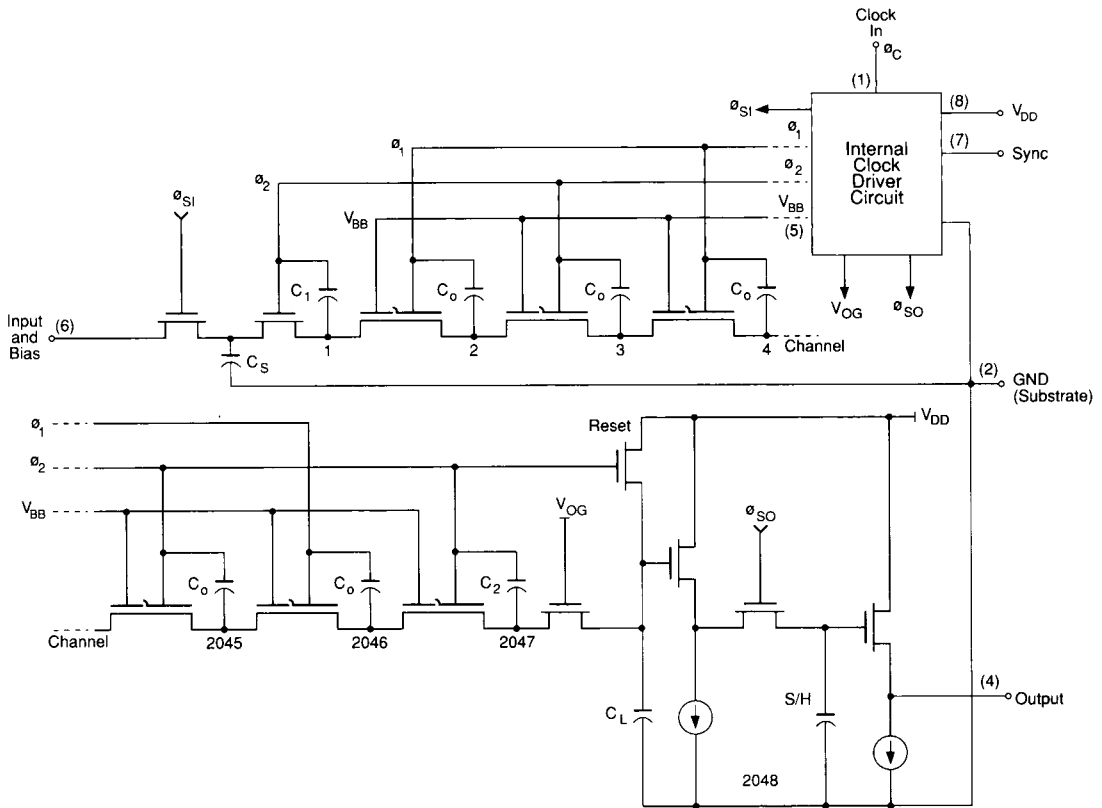 Clock
In
ø_C
(1)
ø_SI
(8)
V_DD
ø_1
ø_1
Internal
Clock
Driver
Circuit
(7)
Sync
ø_2
ø_2
ø_SI
V_BB
V_BB
(5)
C_1
C_o
C_o
C_o
V_OG
ø_SO
Input
and
Bias
(6)
1
2
3
4
Channel
C_S
(2)
GND
(Substrate)
ø_1
Reset
V_DD
ø_2
V_BB
V_OG
ø_SO
C_o
C_o
C_2
Channel
2045
2046
2047
(4)
Output
C_L
S/H
2048